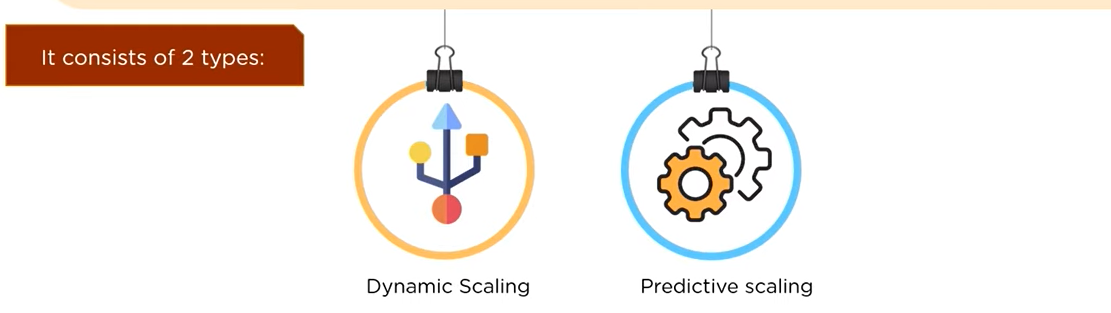 It consists of 2 types:
Dynamic Scaling
Predictive scaling